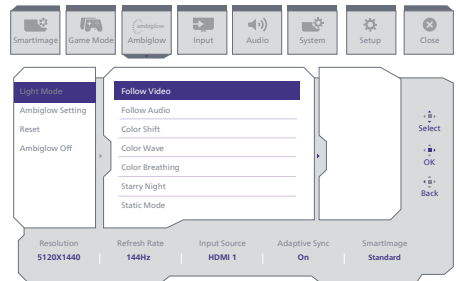 ambiglow
SmartImage Game Mode Ambiglow Input Audio System Setup Close
Light Mode
Ambiglow Setting
Reset
Ambiglow Off
Follow Video
Follow Audio
Color Shift
Color Wave
Color Breathing
Starry Night
Static Mode
Select
OK
Back
Resolution Refresh Rate Input Source Adaptive Sync SmartImage
5120X1440 144Hz HDMI 1 On Standard